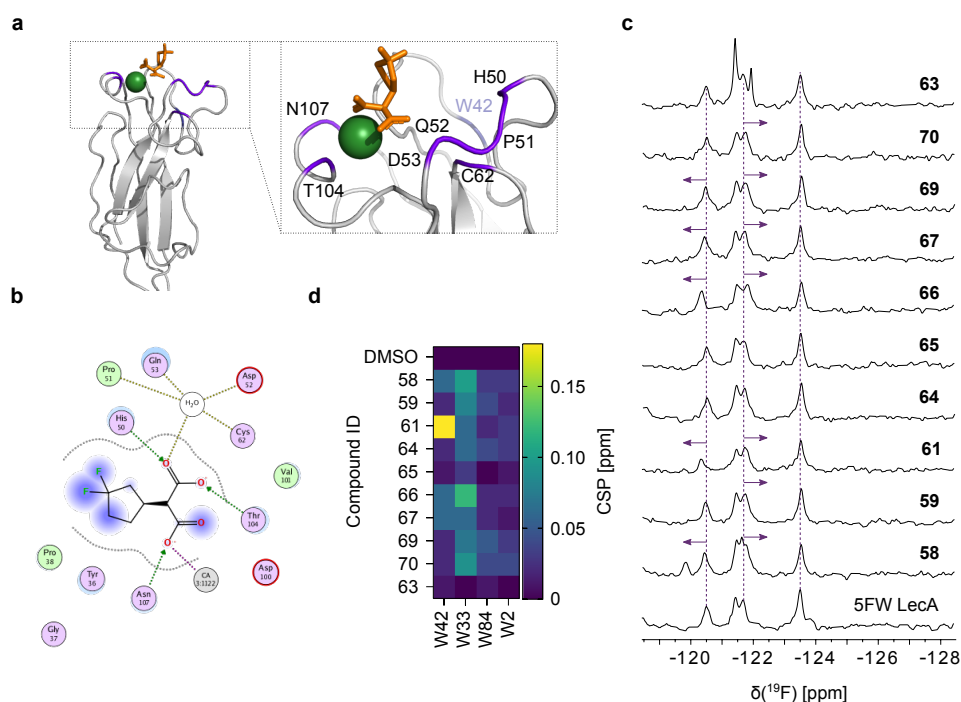 a
N107
T104
D53
Q52
W42
H50
P51
C62
b
Pro
51
Gln
53
Asp
52
H₂O
His
50
Cys
62
Val
101
F
F
O
O⁻
O
O⁻
Thr
104
Pro
38
Tyr
36
Asn
107
CA
3:1122
Asp
100
Gly
37
d
DMSO
58
59
61
64
65
66
67
69
70
63
Compound ID
W42
W33
W84
W2
0.15
0.10
0.05
0
CSP [ppm]
c
63
70
69
67
66
65
64
61
59
58
5FW LecA
-120
-122
-124
-126
-128
δ(¹⁹F) [ppm]